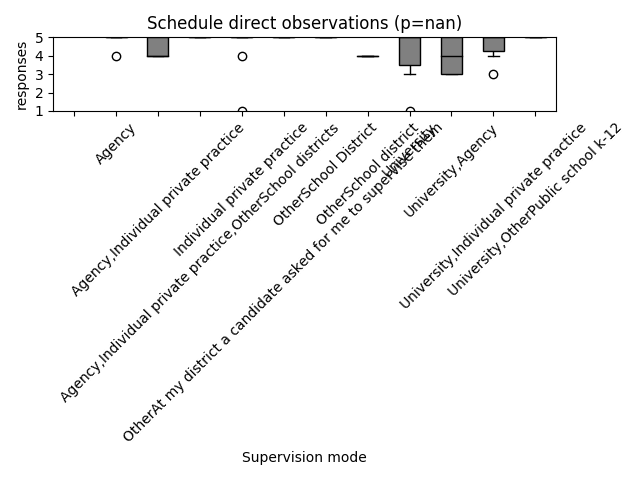 Schedule direct observations (p=nan)
responses
5
4
3
2
1
Agency
Agency,Individual private practice
Agency,Individual private practice,OtherSchool districts
Individual private practice
OtherAt my district a candidate asked for me to supervise them
OtherSchool District
OtherSchool district
University
University,Agency
University,Individual private practice
University,OtherPublic school k-12
Supervision mode